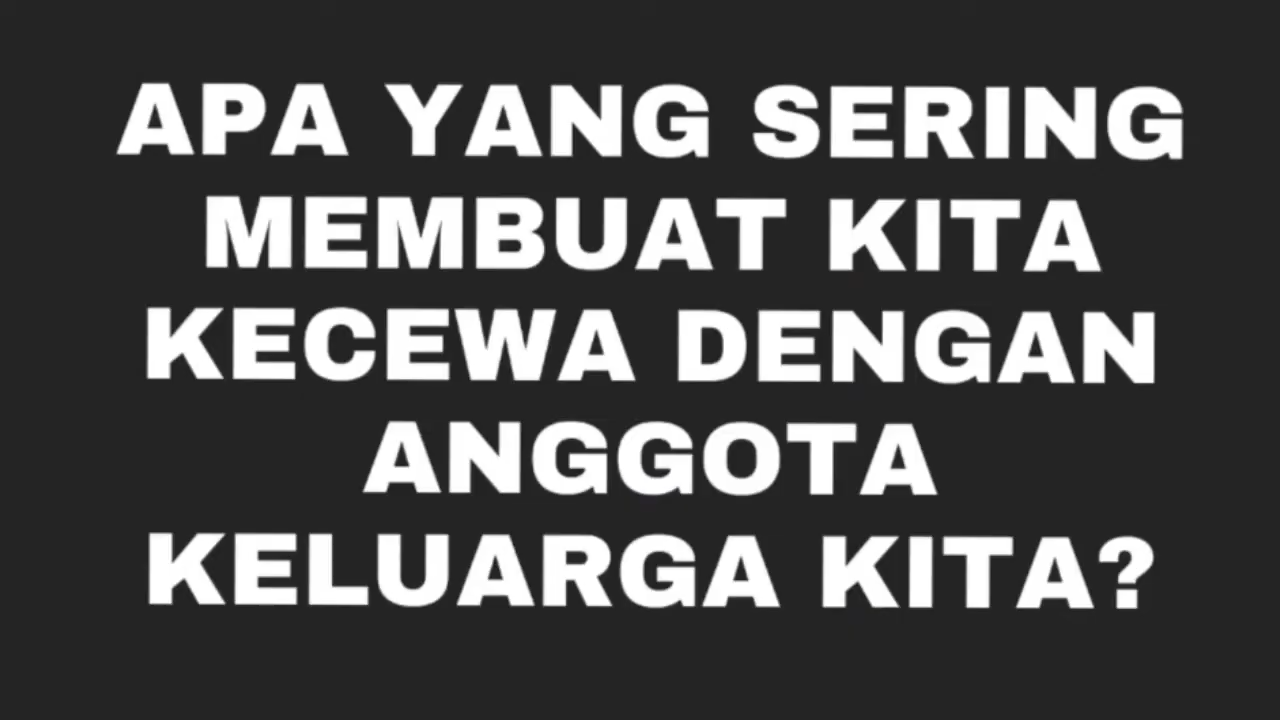 APA YANG SERING
MEMBUAT KITA
KECEWA DENGAN
ANGGOTA
KELUARGA KITA?